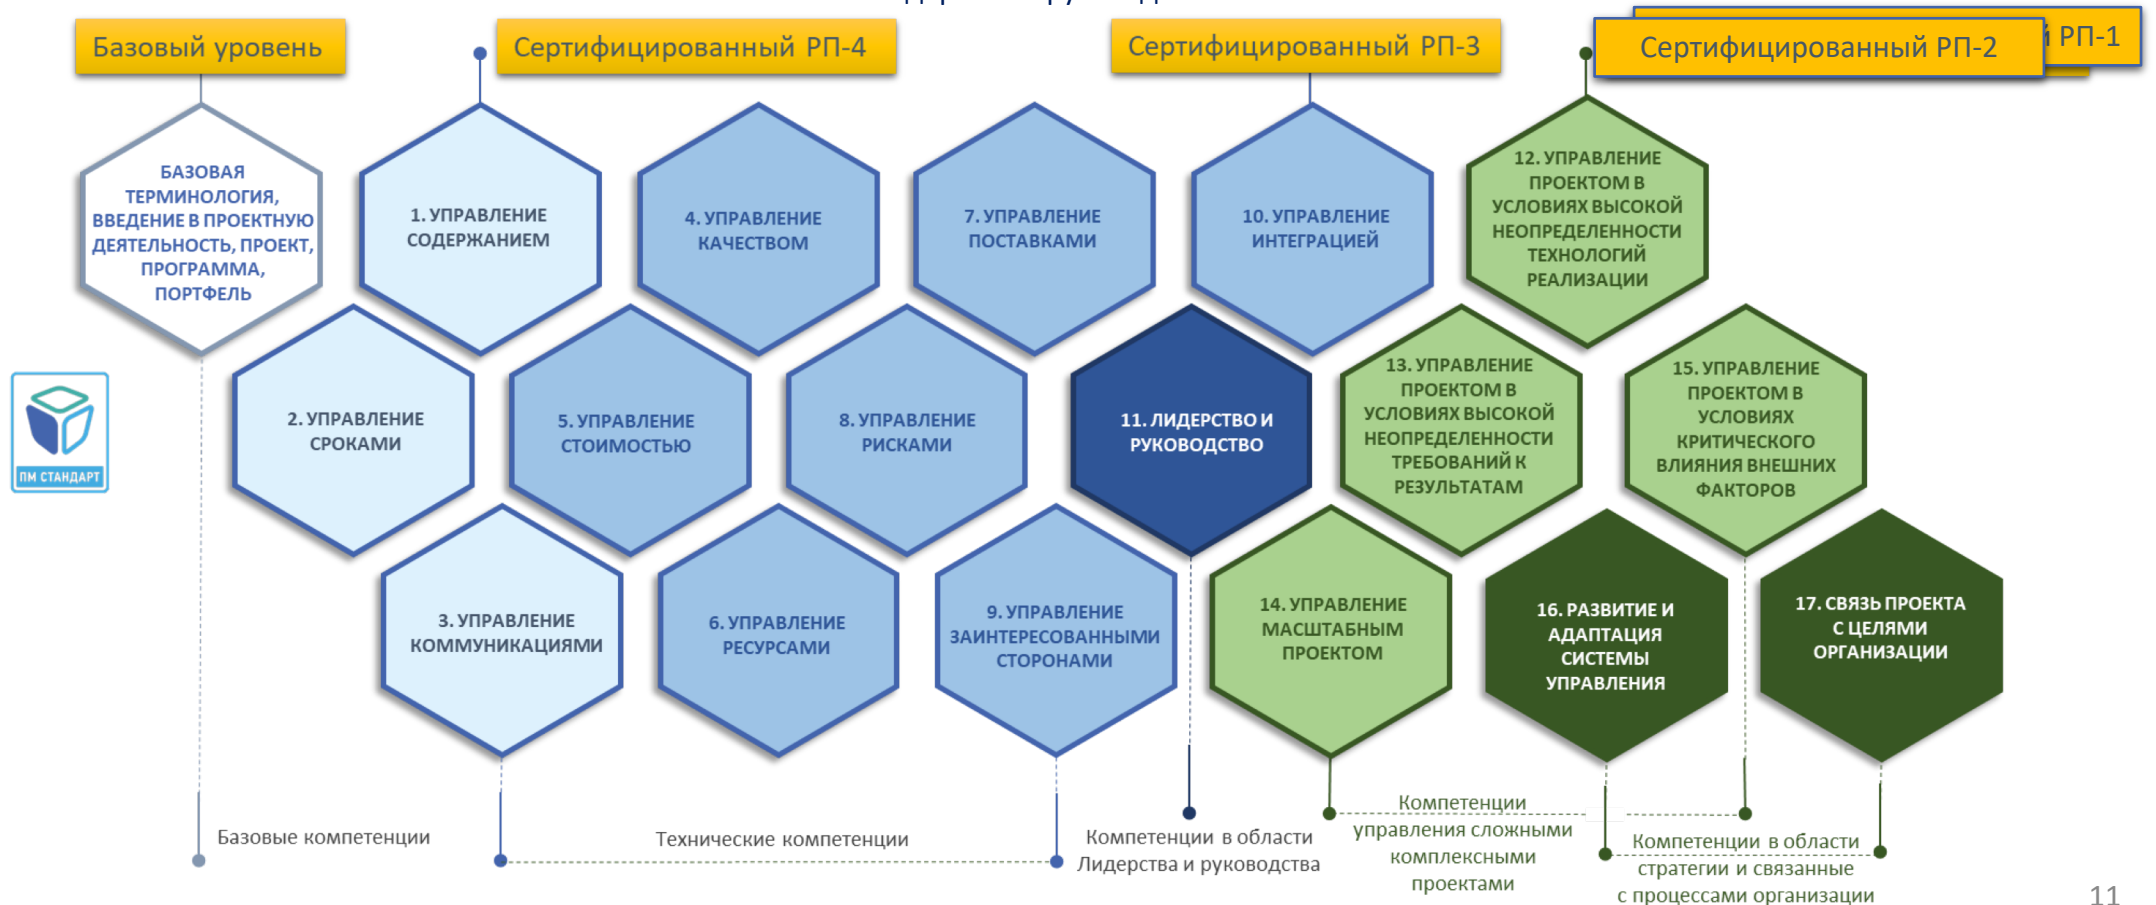 Базовый уровень
Сертифицированный РП-4
Сертифицированный РП-3
Сертифицированный РП-2
РП-1
БАЗОВАЯ
ТЕРМИНОЛОГИЯ,
ВВЕДЕНИЕ В ПРОЕКТНУЮ
ДЕЯТЕЛЬНОСТЬ, ПРОЕКТ,
ПРОГРАММА,
ПОРТФЕЛЬ
1. УПРАВЛЕНИЕ
СОДЕРЖАНИЕМ
4. УПРАВЛЕНИЕ
КАЧЕСТВОМ
7. УПРАВЛЕНИЕ
ПОСТАВКАМИ
10. УПРАВЛЕНИЕ
ИНТЕГРАЦИЕЙ
12. УПРАВЛЕНИЕ
ПРОЕКТОМ В
УСЛОВИЯХ ВЫСОКОЙ
НЕОПРЕДЕЛЕННОСТИ
ТЕХНОЛОГИЙ
РЕАЛИЗАЦИИ
2. УПРАВЛЕНИЕ
СРОКАМИ
5. УПРАВЛЕНИЕ
СТОИМОСТЬЮ
8. УПРАВЛЕНИЕ
РИСКАМИ
11. ЛИДЕРСТВО И
РУКОВОДСТВО
13. УПРАВЛЕНИЕ
ПРОЕКТОМ В
УСЛОВИЯХ ВЫСОКОЙ
НЕОПРЕДЕЛЕННОСТИ
ТРЕБОВАНИЙ К
РЕЗУЛЬТАТАМ
15. УПРАВЛЕНИЕ
ПРОЕКТОМ В
УСЛОВИЯХ
КРИТИЧЕСКОГО
ВЛИЯНИЯ ВНЕШНИХ
ФАКТОРОВ
ПМ СТАНДАРТ
3. УПРАВЛЕНИЕ
КОММУНИКАЦИЯМИ
6. УПРАВЛЕНИЕ
РЕСУРСАМИ
9. УПРАВЛЕНИЕ
ЗАИНТЕРЕСОВАННЫМИ
СТОРОНАМИ
14. УПРАВЛЕНИЕ
МАСШТАБНЫМ
ПРОЕКТОМ
16. РАЗВИТИЕ И
АДАПТАЦИЯ
СИСТЕМЫ
УПРАВЛЕНИЯ
17. СВЯЗЬ ПРОЕКТА
С ЦЕЛЯМИ
ОРГАНИЗАЦИИ
Базовые компетенции
Технические компетенции
Компетенции в области
Лидерства и руководства
Компетенции
управления сложными
комплексными
проектами
Компетенции в области
стратегии и связанные
с процессами организации
11